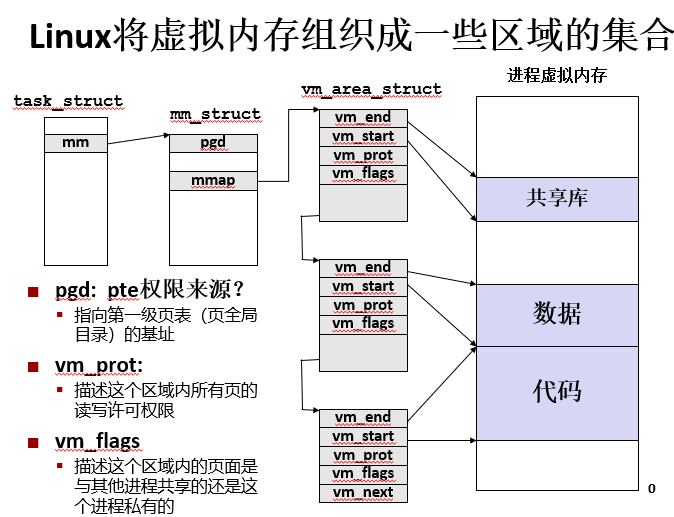 Linux将虚拟内存组织成一些区域的集合
task_struct
mm
mm_struct
pgd
mmap
vm_area_struct
vm_end
vm_start
vm_prot
vm_flags
vm_end
vm_start
vm_prot
vm_flags
vm_end
vm_start
vm_prot
vm_flags
vm_next
进程虚拟内存
共享库
数据
代码
0
pgd: pte权限来源?
指向第一级页表（页全局
目录）的基址
vm_prot:
描述这个区域内所有页的
读写许可权限
vm_flags
描述这个区域内的页面是
与其他进程共享的还是这
个进程私有的